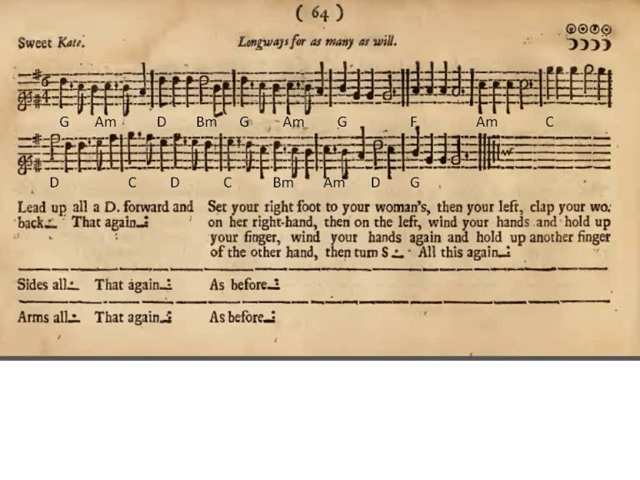 ( 64 )
Sweet Kate.
Longways for as many as will.
G Am D Bm G Am G F Am C
D C D C Bm Am D G
Lead up all a D. forward and
back. That again:
Set your right foot to your woman's, then your left, clap your wo.
on her right-hand, then on the left, wind your hands and hold up
your finger, wind your hands again and hold up another finger
of the other hand, then turn S. All this again:
Sides all. That again: As before:
Arms all. That again: As before: